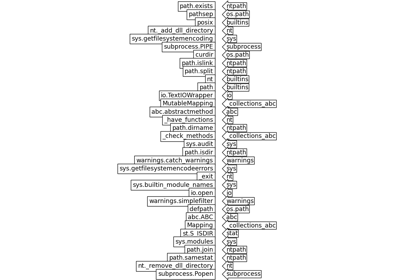 path.exists ntpath
pathsep os.path
posix builtins
nt._add_dll_directory nt
sys.getfilesystemencoding sys
subprocess.PIPE subprocess
curdir os.path
path.islink ntpath
path.split ntpath
nt builtins
path builtins
io.TextIOWrapper io
MutableMapping _collections_abc
abc.abstractmethod abc
_have_functions nt
path.dirname ntpath
_check_methods _collections_abc
sys.audit sys
path.isdir ntpath
warnings.catch_warnings warnings
sys.getfilesystemencodeerrors sys
_exit nt
sys.builtin_module_names sys
io.open io
warnings.simplefilter warnings
defpath os.path
abc.ABC abc
Mapping _collections_abc
st.S_ISDIR stat
sys.modules sys
path.join ntpath
path.samestat ntpath
nt._remove_dll_directory nt
subprocess.Popen subprocess